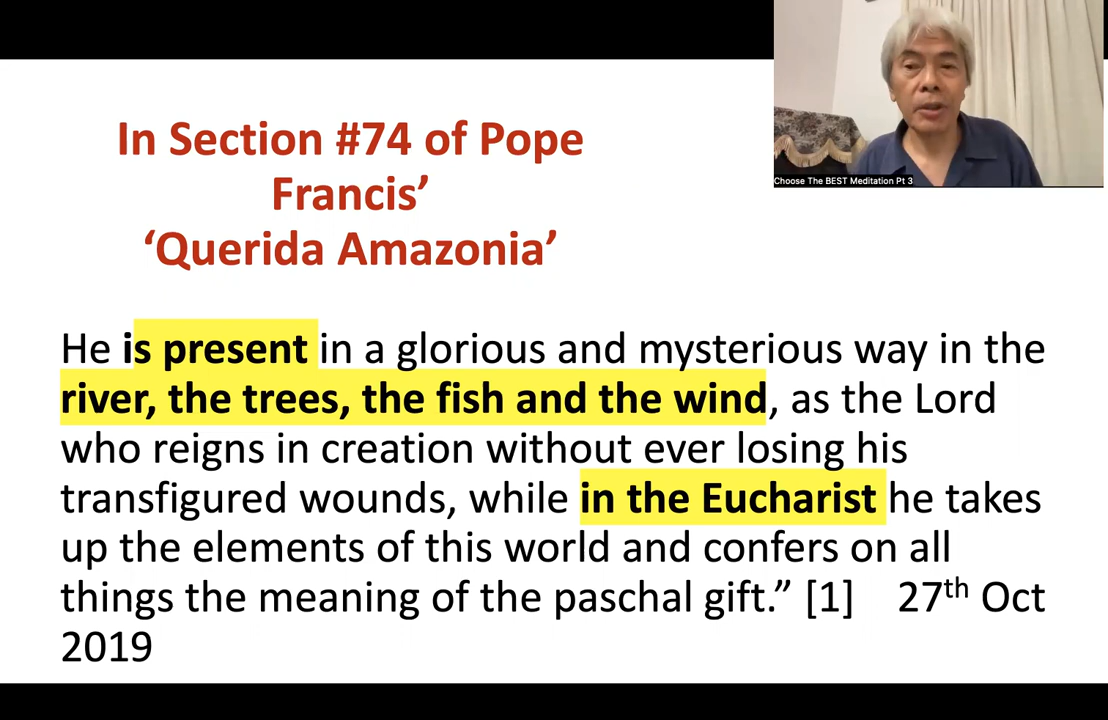 Choose The BEST Meditation Pt 3
In Section #74 of Pope
Francis’
‘Querida Amazonia’
He is present in a glorious and mysterious way in the
river, the trees, the fish and the wind, as the Lord
who reigns in creation without ever losing his
transfigured wounds, while in the Eucharist he takes
up the elements of this world and confers on all
things the meaning of the paschal gift.” [1] 27th Oct
2019